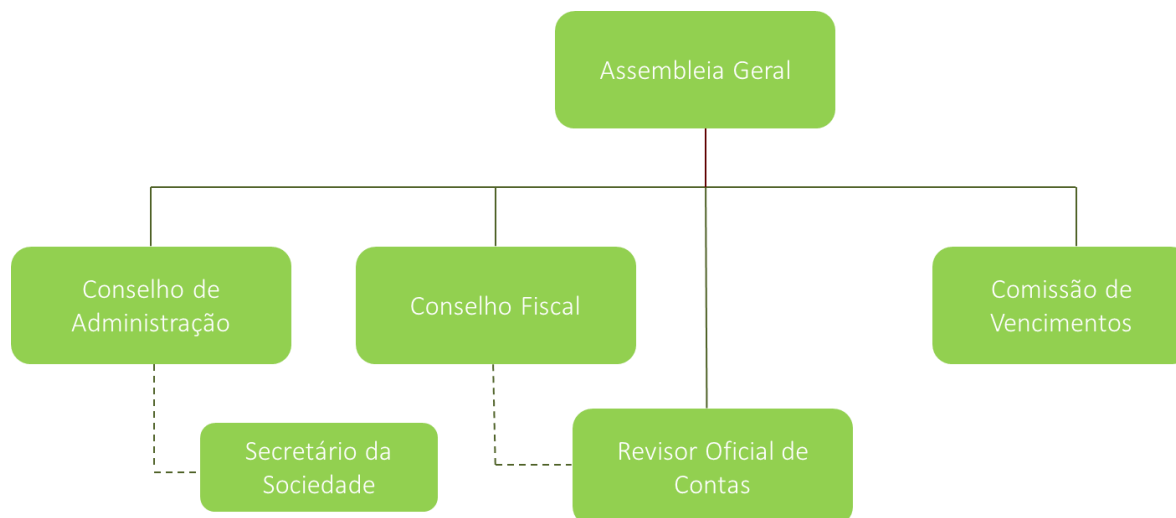 Assembleia Geral
Conselho de
Administração
Conselho Fiscal
Comissão de
Vencimentos
Secretário da
Sociedade
Revisor Oficial de
Contas